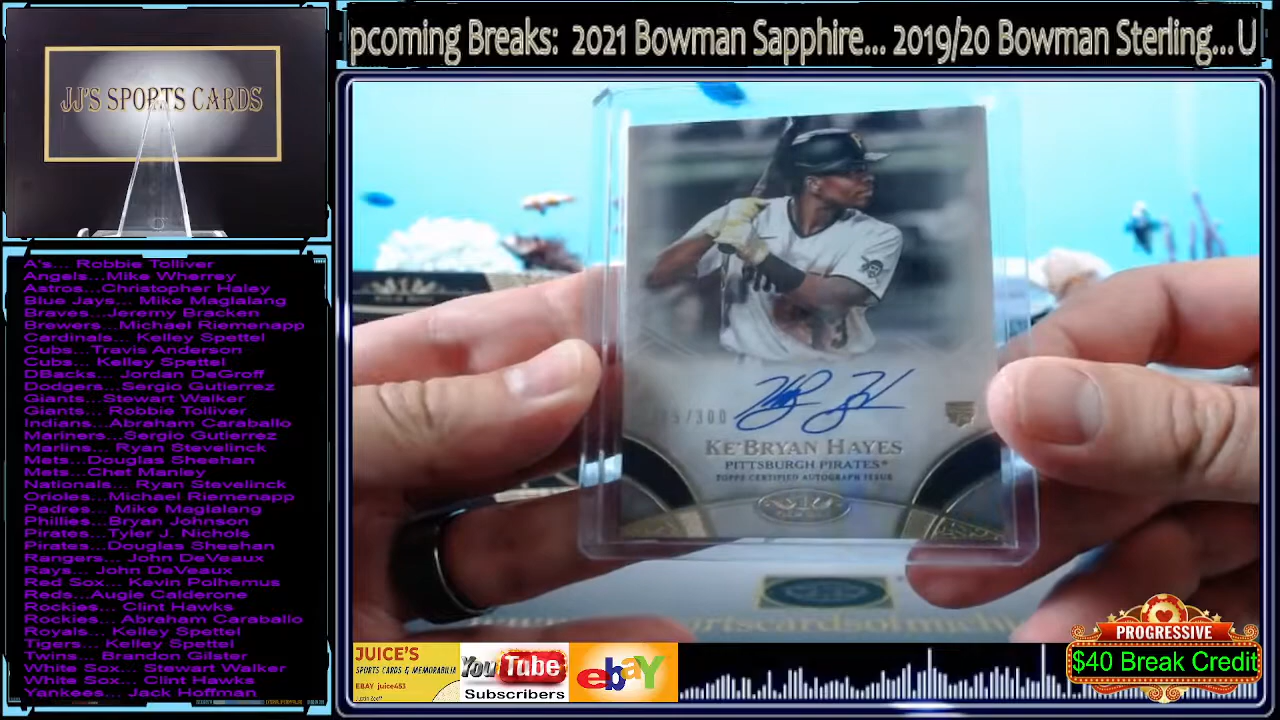 pcoming Breaks: 2021 Bowman Sapphire... 2019/20 Bowman Sterling... U
JJ'S SPORTS CARDS
A's... Robbie Tolliver
Angels...Mike Wherrey
Astros...Christopher Haley
Blue Jays... Mike Maglalang
Braves...Jeremy Bracken
Brewers...Michael Riemenapp
Cardinals... Kelley Spettel
Cubs...Travis Anderson
Cubs... Kelley Spettel
DBacks... Jordan DeGroff
Dodgers...Sergio Gutierrez
Giants...Stewart Walker
Giants... Robbie Tolliver
Indians...Abraham Caraballo
Mariners...Sergio Gutierrez
Marlins... Ryan Stevelinck
Mets...Douglas Sheehan
Mets...Chet Manley
Nationals... Ryan Stevelinck
Orioles...Michael Riemenapp
Padres... Mike Maglalang
Phillies...Bryan Johnson
Pirates...Tyler J. Nichols
Pirates...Douglas Sheehan
Rangers... John DeVeaux
Rays... John DeVeaux
Red Sox... Kevin Polhemus
Reds...Augie Calderone
Rockies... Clint Hawks
Rockies... Abraham Caraballo
Royals... Kelley Spettel
Tigers... Kelley Spettel
Twins... Brandon Gilster
White Sox... Stewart Walker
White Sox... Clint Hawks
Yankees... Jack Hoffman
/300
KE'BRYAN HAYES
PITTSBURGH PIRATES
TOPPS CERTIFIED AUTOGRAPH ISSUE
JUICE'S
SPORTS CARDS & MEMORABILIA
EBAY juice453
YouTube
Subscribers
ebaY
PROGRESSIVE
$40 Break Credit